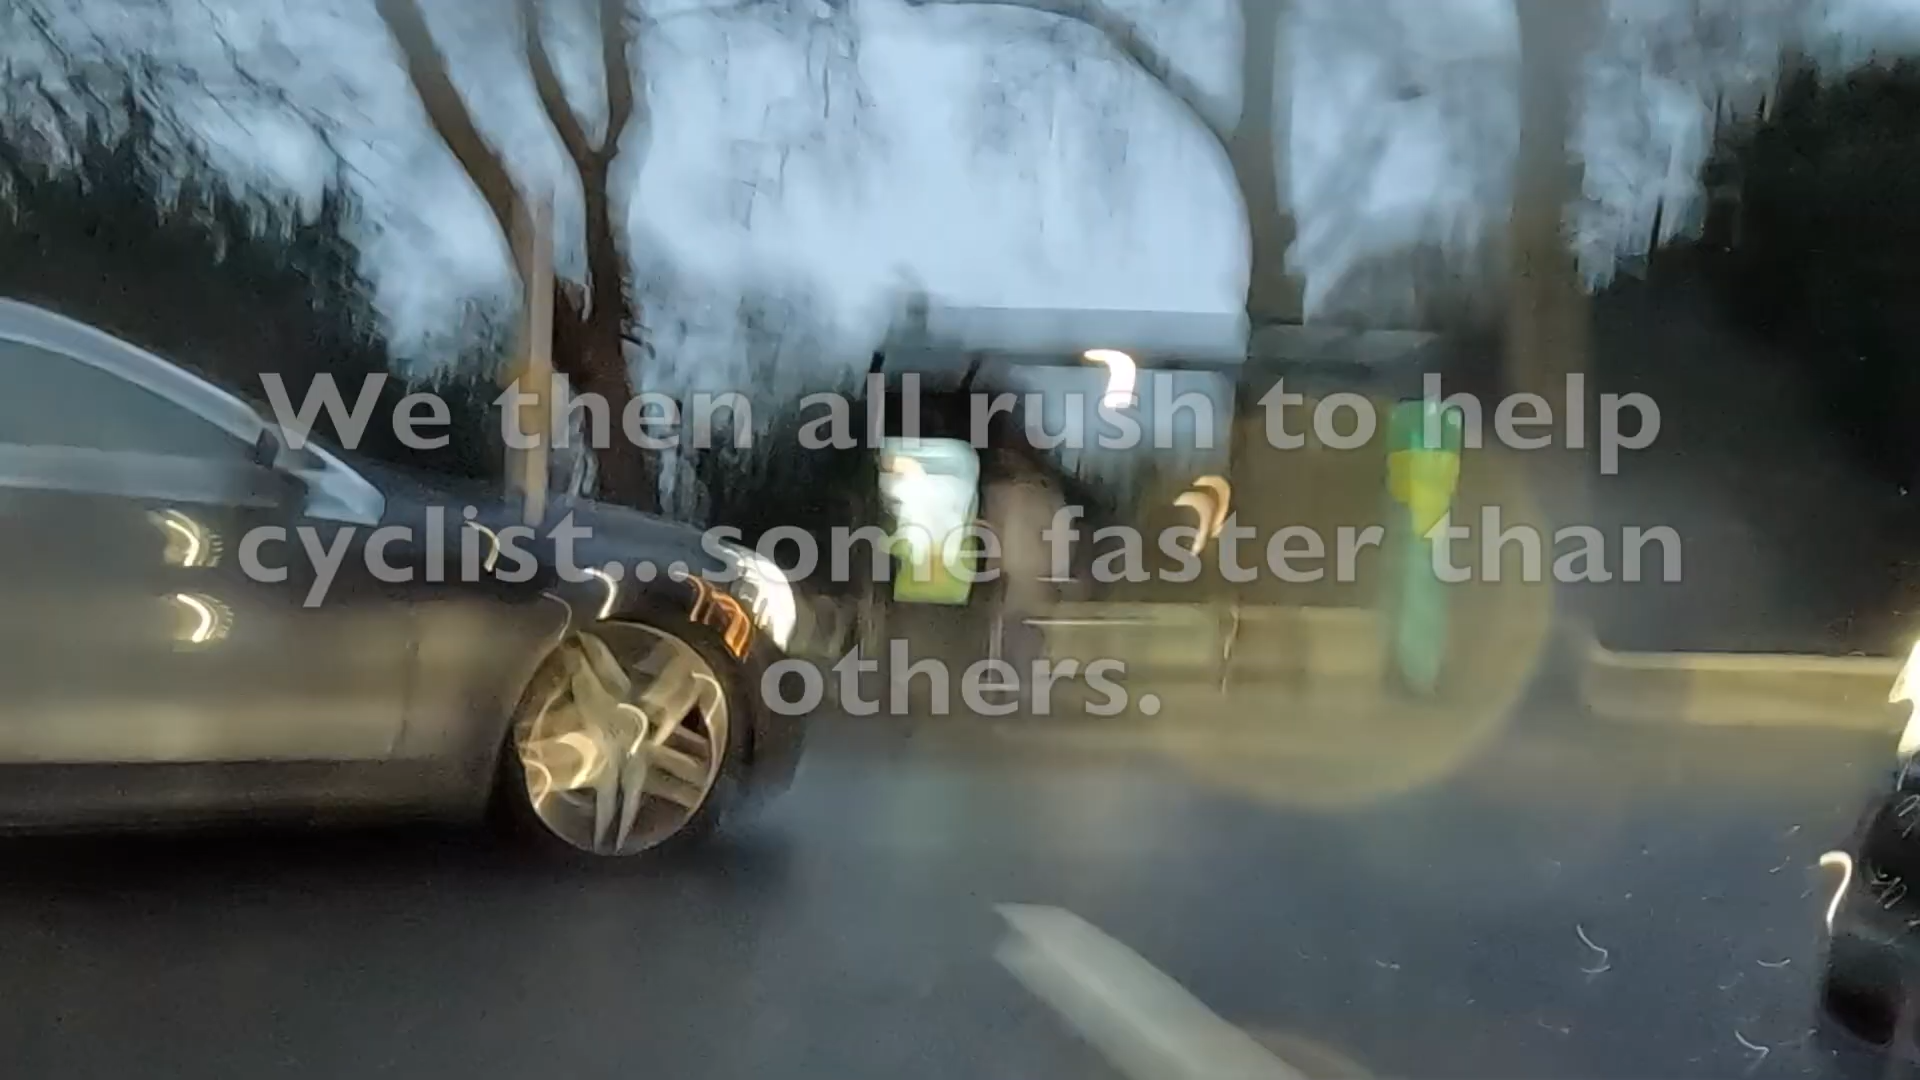 We then all rush to help
cyclist...some faster than
others.